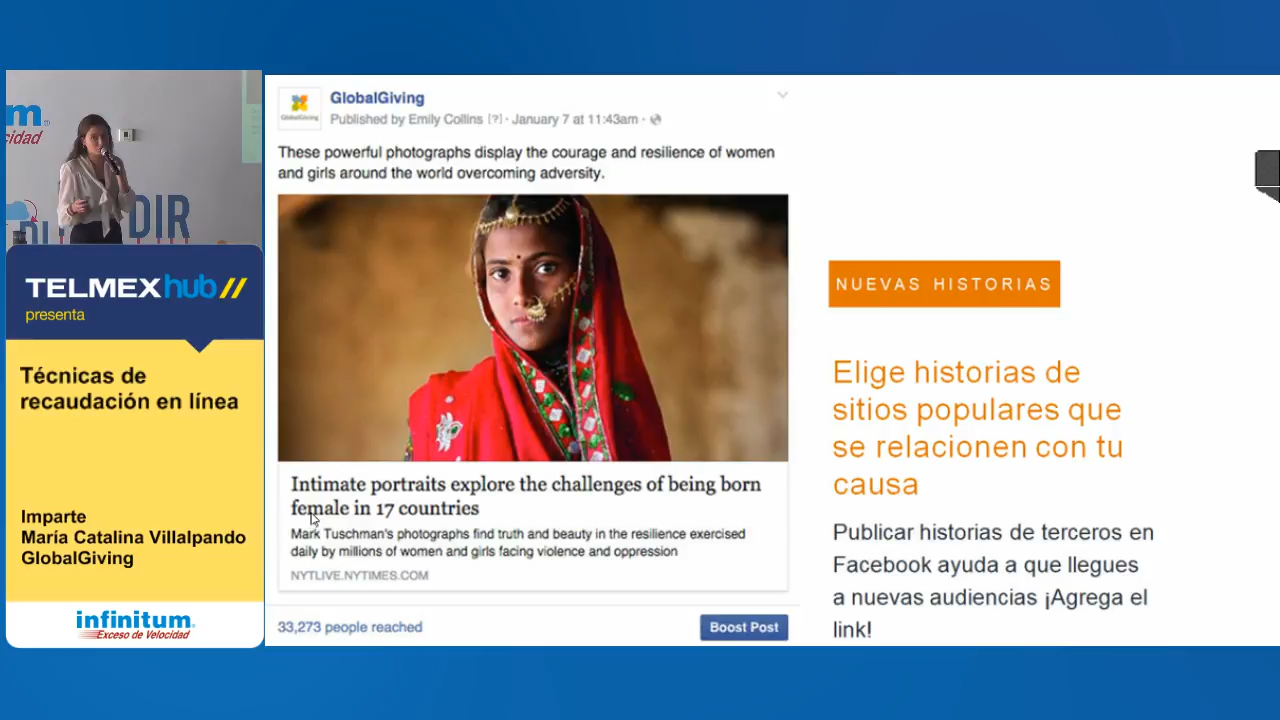 m
cidad
DIR
TELMEXhub//
presenta
Técnicas de
recaudación en línea
Imparte
María Catalina Villalpando
GlobalGiving
infinitum
Exceso de Velocidad
GlobalGiving
GlobalGiving
Published by Emily Collins [?] · January 7 at 11:43am ·
These powerful photographs display the courage and resilience of women
and girls around the world overcoming adversity.
Intimate portraits explore the challenges of being born
female in 17 countries
Mark Tuschman's photographs find truth and beauty in the resilience exercised
daily by millions of women and girls facing violence and oppression
NYTLIVE.NYTIMES.COM
33,273 people reached
Boost Post
NUEVAS HISTORIAS
Elige historias de
sitios populares que
se relacionen con tu
causa
Publicar historias de terceros en
Facebook ayuda a que llegues
a nuevas audiencias ¡Agrega el
link!